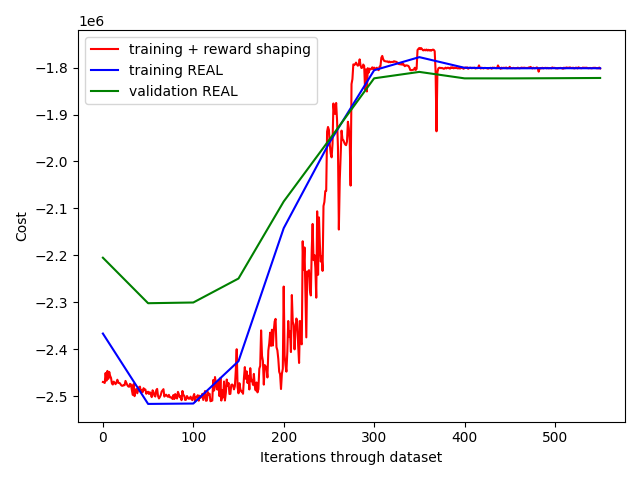 1e6
training + reward shaping
training REAL
validation REAL
−1.8
−1.9
−2.0
−2.1
−2.2
−2.3
−2.4
−2.5
Cost
0 100 200 300 400 500
Iterations through dataset